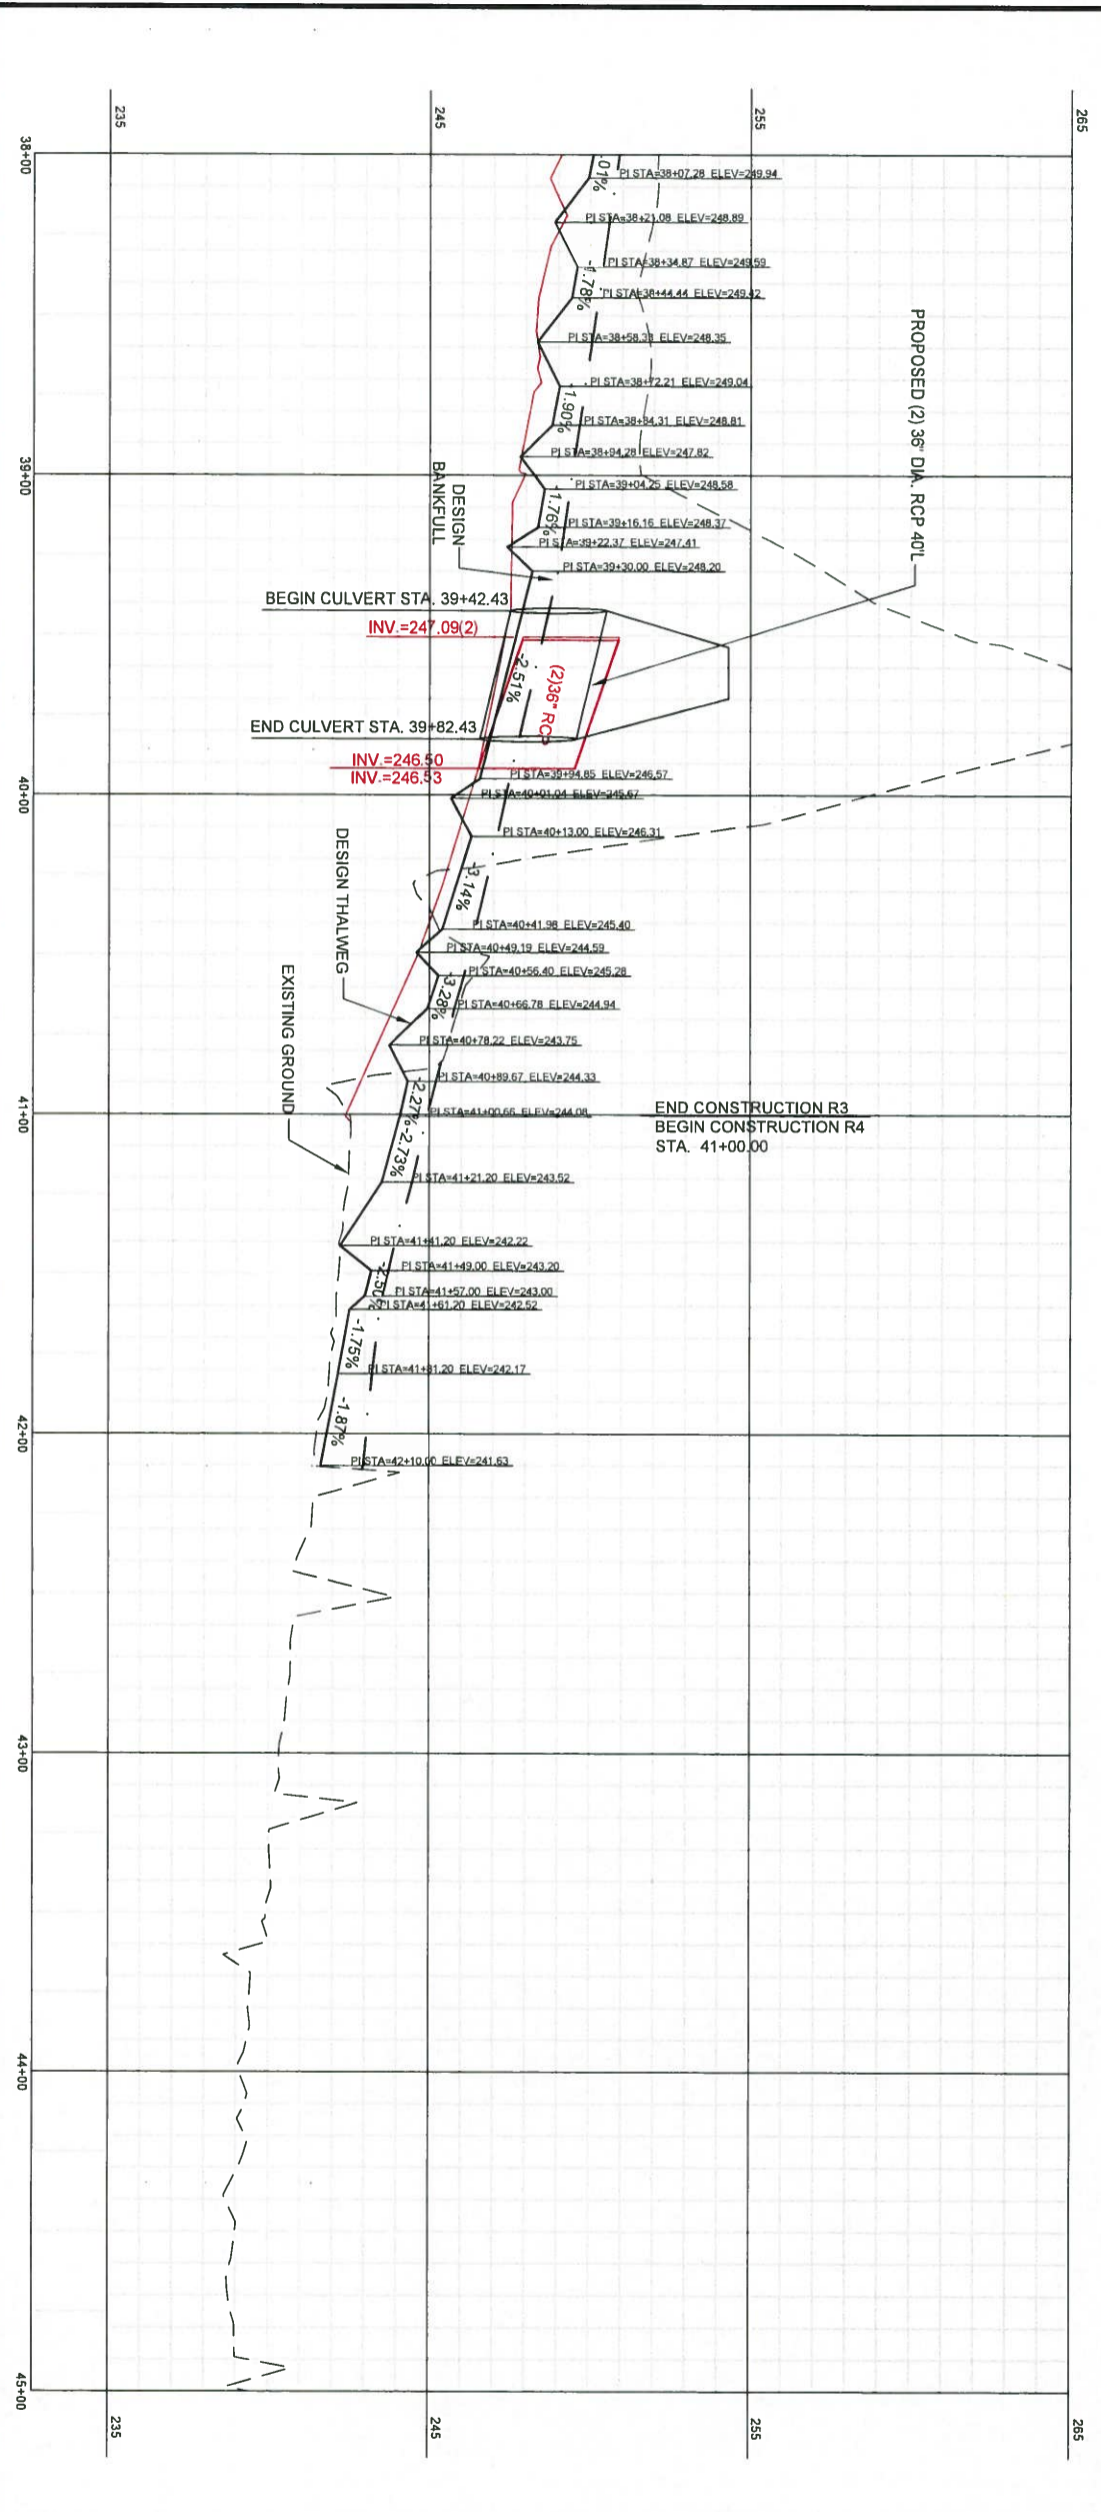 265
255
245
235
38+00
.01%
PI STA=38+07.28 ELEV=249.94
PI STA=38+21.08 ELEV=248.89
PI STA=38+34.87 ELEV=249.59
-1.78%
PI STA=38+44.44 ELEV=249.42
PI STA=38+58.33 ELEV=248.35
PI STA=38+72.21 ELEV=249.04
1.90%
PI STA=38+84.31 ELEV=248.81
PI STA=38+94.28 ELEV=247.82
39+00
PI STA=39+04.25 ELEV=248.58
-1.76%
PI STA=39+16.16 ELEV=248.37
PI STA=39+22.37 ELEV=247.41
PI STA=39+30.00 ELEV=248.20
PROPOSED (2) 36" DIA. RCP 40'L
DESIGN
BANKFULL
BEGIN CULVERT STA. 39+42.43
INV.=247.09(2)
-2.51%
(2)36" RCP
END CULVERT STA. 39+82.43
INV.=246.50
INV.=246.53
PI STA=39+94.85 ELEV=246.57
40+00
PI STA=40+01.04 ELEV=245.67
PI STA=40+13.00 ELEV=246.31
-3.14%
DESIGN THALWEG
PI STA=40+41.98 ELEV=245.40
PI STA=40+49.19 ELEV=244.59
PI STA=40+56.40 ELEV=245.28
-3.28%
PI STA=40+66.78 ELEV=244.94
PI STA=40+78.22 ELEV=243.75
PI STA=40+89.67 ELEV=244.33
EXISTING GROUND
-2.27%
41+00
PI STA=41+00.66 ELEV=244.08
END CONSTRUCTION R3
BEGIN CONSTRUCTION R4
STA. 41+00.00
-2.73%
PI STA=41+21.20 ELEV=243.52
PI STA=41+41.20 ELEV=242.22
PI STA=41+49.00 ELEV=243.20
-2.50%
PI STA=41+57.00 ELEV=243.00
PI STA=41+61.20 ELEV=242.52
-1.75%
PI STA=41+81.20 ELEV=242.17
-1.87%
42+00
PI STA=42+10.00 ELEV=241.63
43+00
44+00
45+00
265
255
245
235